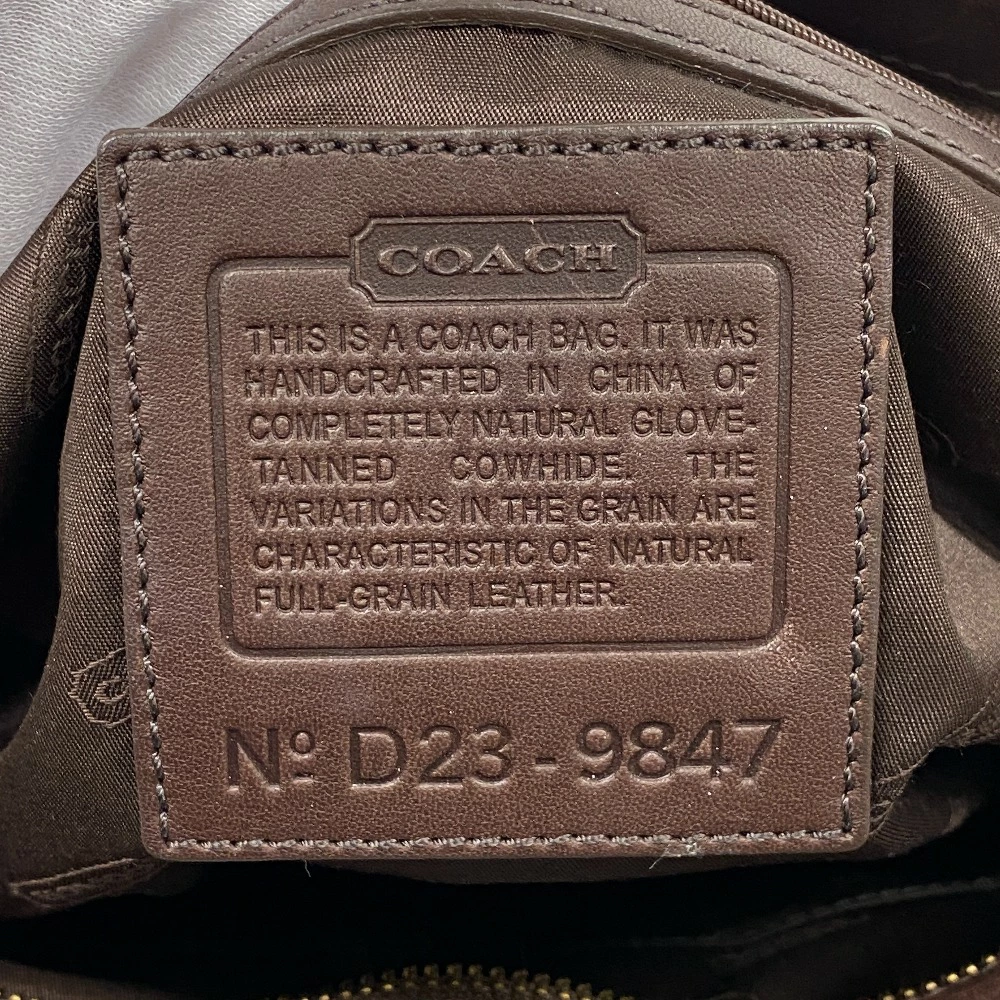 COACH
THIS IS A COACH BAG. IT WAS
HANDCRAFTED IN CHINA OF
COMPLETELY NATURAL GLOVE-
TANNED COWHIDE. THE
VARIATIONS IN THE GRAIN ARE
CHARACTERISTIC OF NATURAL
FULL-GRAIN LEATHER.
Nº D23-9847